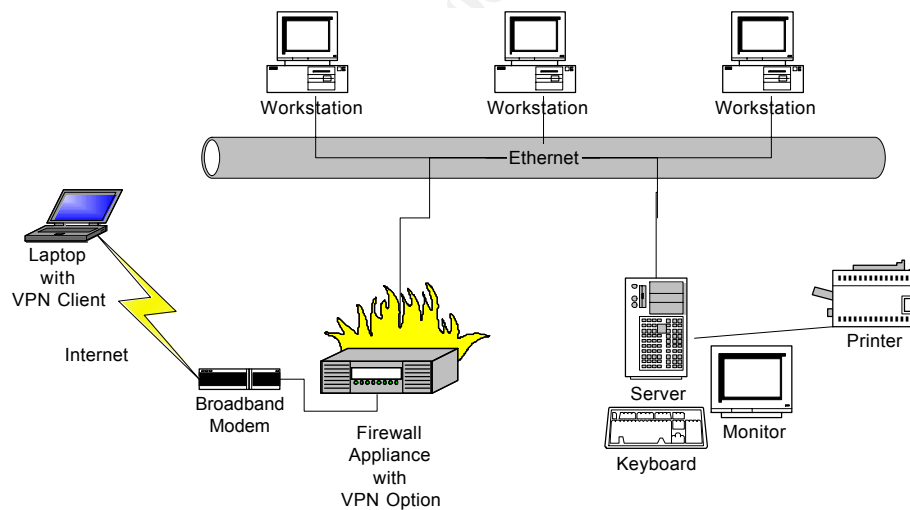 Workstation
Workstation
Workstation
Ethernet
Laptop
with
VPN Client
Internet
Broadband
Modem
Firewall
Appliance
with
VPN Option
Server
Keyboard
Monitor
Printer